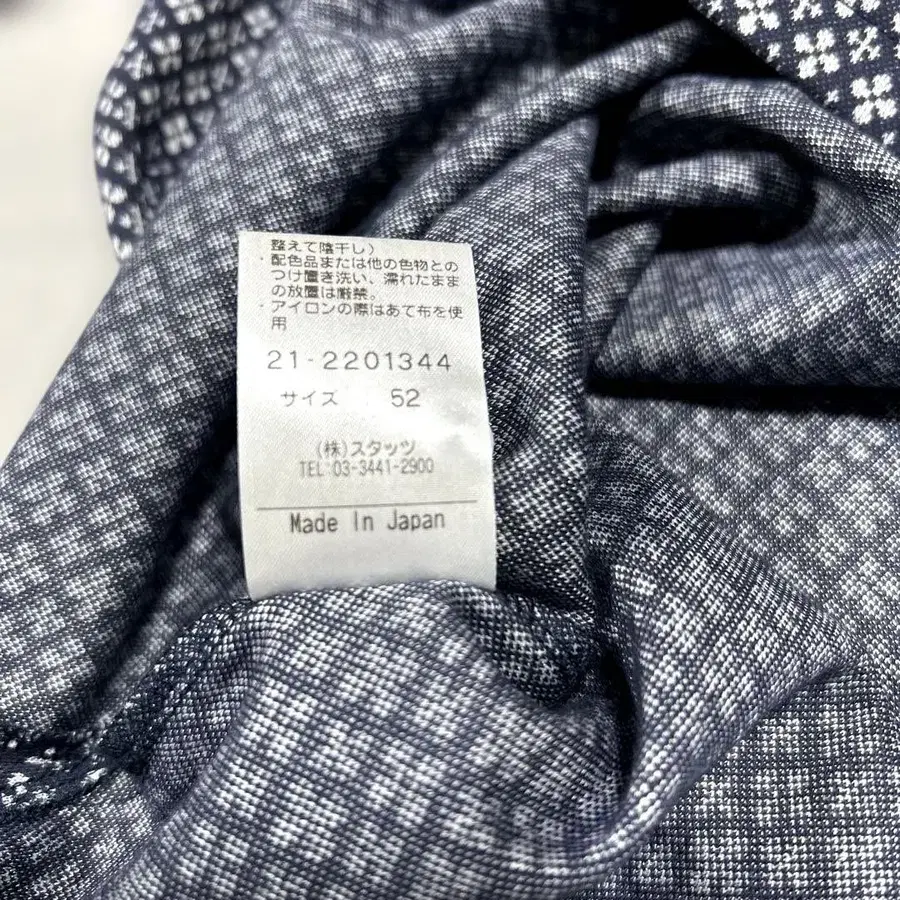 整えて陰干し)
・配色品または他の色物との
つけ置き洗い、濡れたまま
の放置は厳禁。
・アイロンの際はあて布を使
用
21-2201344
サイズ 52
(株)スタッツ
TEL:03-3441-2900
Made In Japan